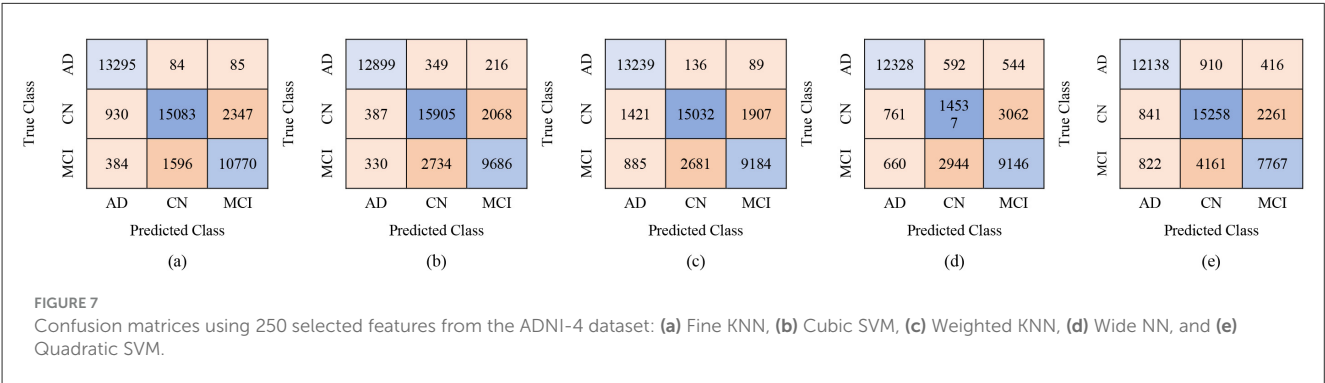 True Class
AD
CN
MCI
13295 84 85
930 15083 2347
384 1596 10770
AD CN MCI
Predicted Class
(a)
True Class
AD
CN
MCI
12899 349 216
387 15905 2068
330 2734 9686
AD CN MCI
Predicted Class
(b)
True Class
AD
CN
MCI
13239 136 89
1421 15032 1907
885 2681 9184
AD CN MCI
Predicted Class
(c)
True Class
AD
CN
MCI
12328 592 544
761 1453
7 3062
660 2944 9146
AD CN MCI
Predicted Class
(d)
True Class
AD
CN
MCI
12138 910 416
841 15258 2261
822 4161 7767
AD CN MCI
Predicted Class
(e)
FIGURE 7
Confusion matrices using 250 selected features from the ADNI-4 dataset: (a) Fine KNN, (b) Cubic SVM, (c) Weighted KNN, (d) Wide NN, and (e)
Quadratic SVM.